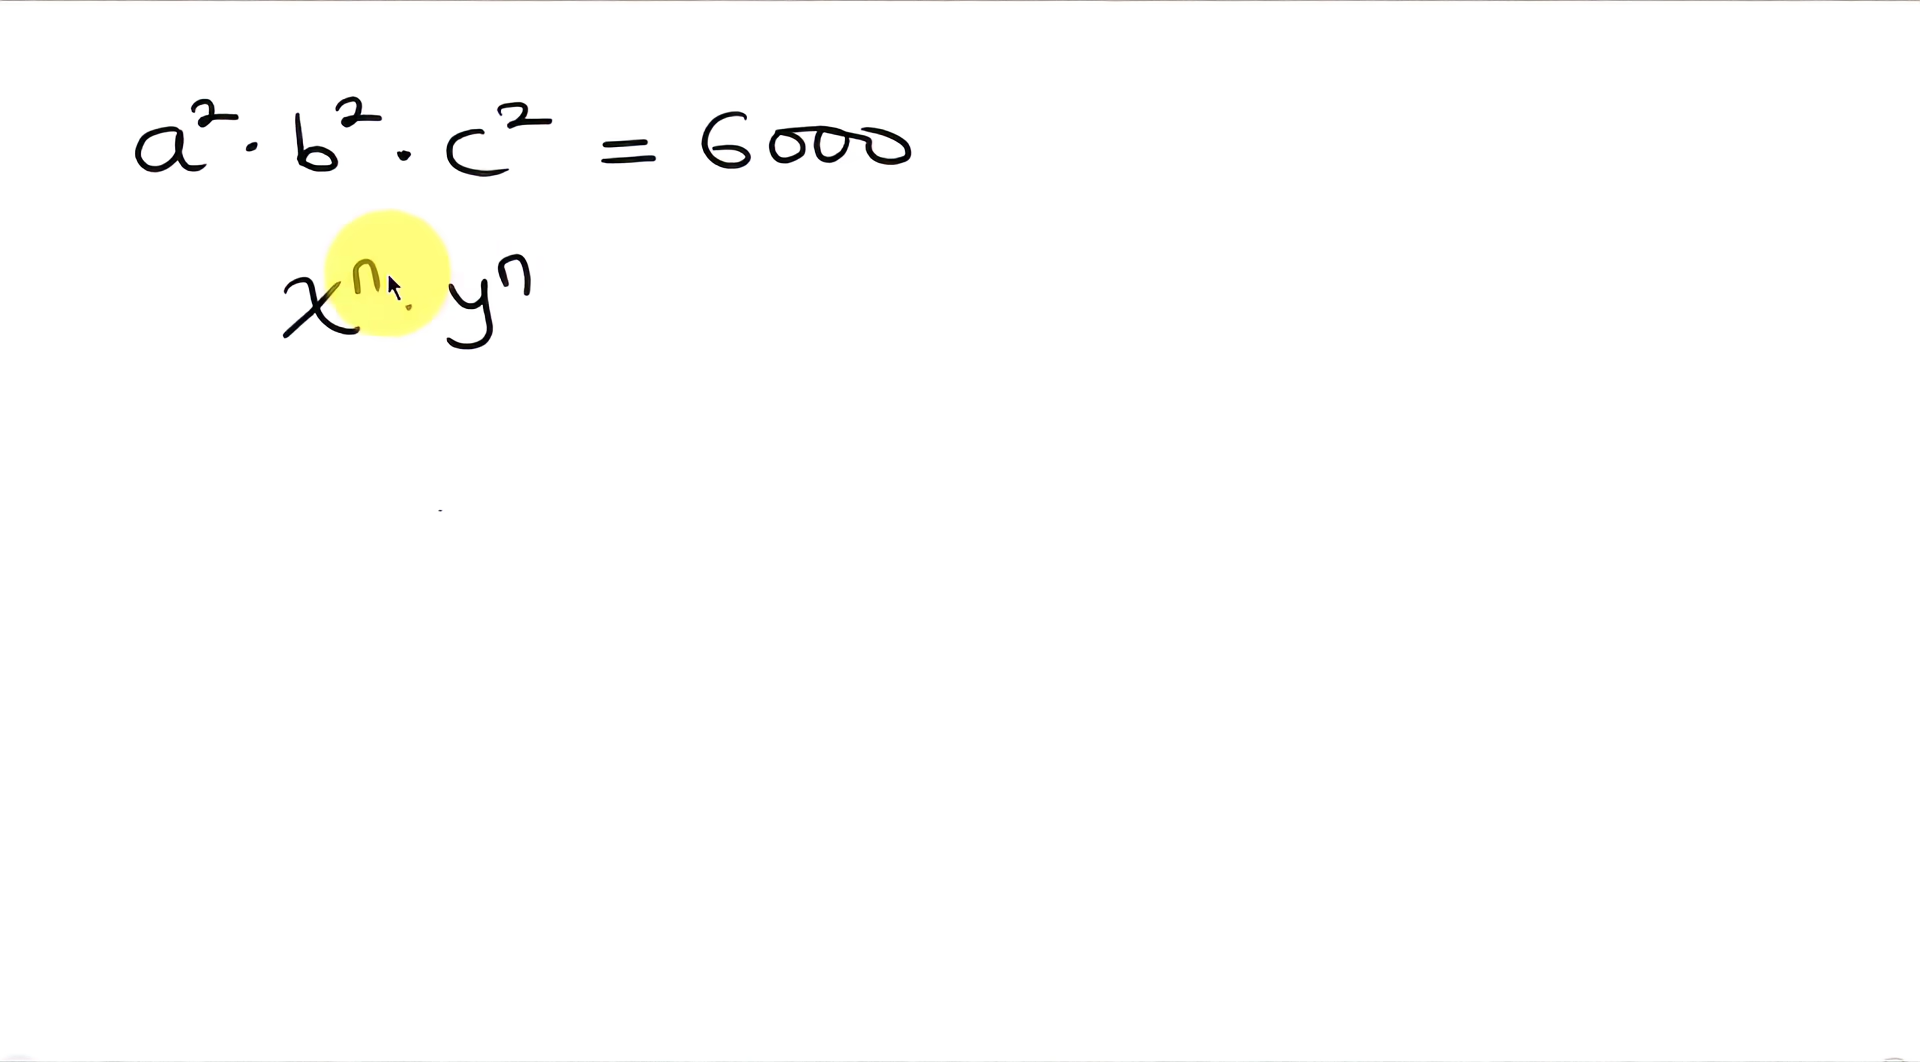 a² · b² · c² = 6000
xⁿ · yⁿ